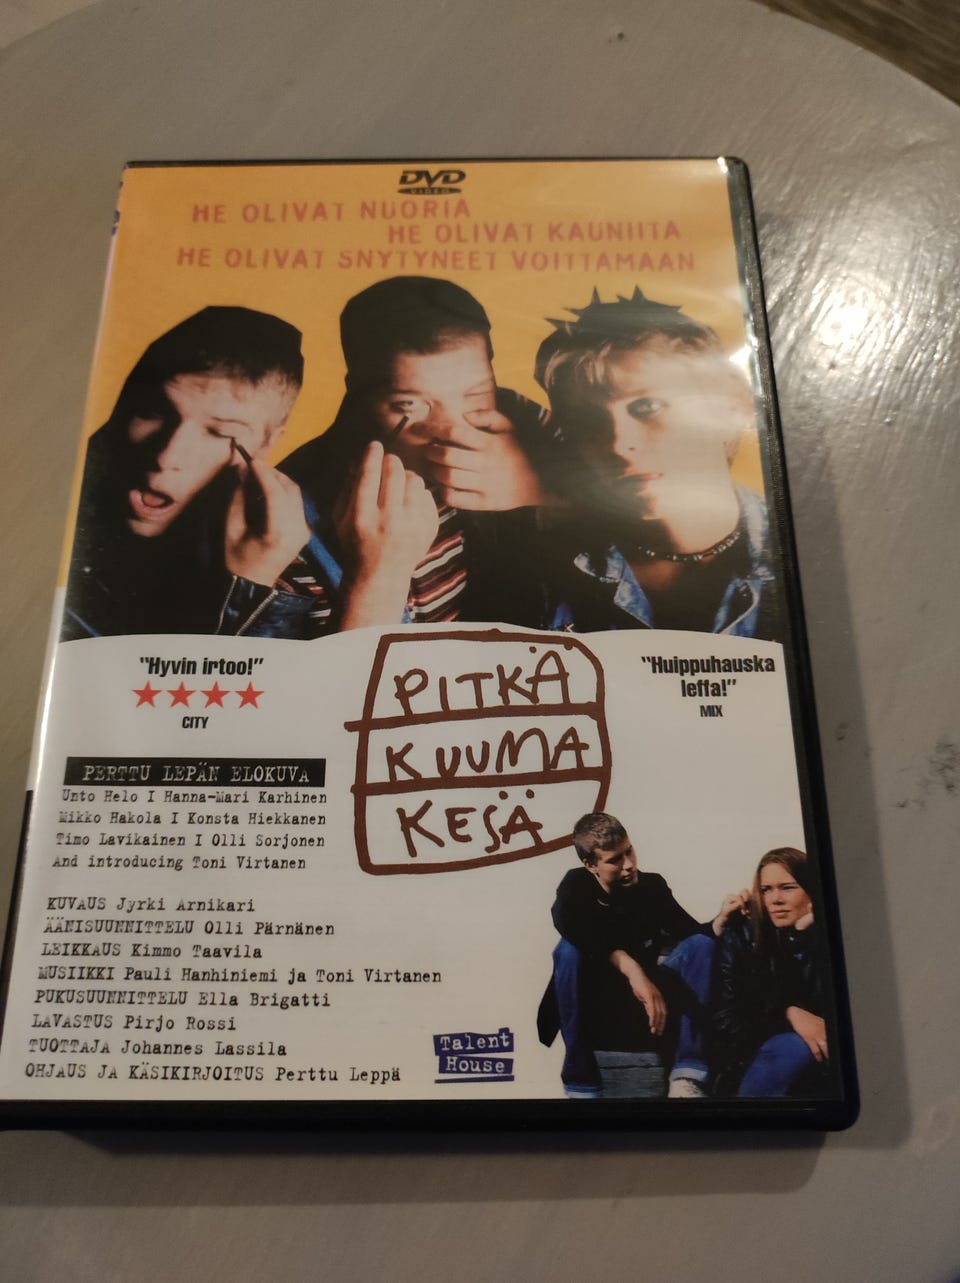 DVD
VIDEO
HE OLIVAT NUORIA
HE OLIVAT KAUNIITA
HE OLIVAT SNYTYNEET VOITTAMAAN
"Hyvin irtoo!"
★★★★
CITY
PITKÄ
KUUMA
KESÄ
"Huippuhauska
leffa!"
MIX
PERTTU LEPÄN ELOKUVA
Unto Helo I Hanna-Mari Karhinen
Mikko Hakola I Konsta Hiekkanen
Timo Lavikainen I Olli Sorjonen
And introducing Toni Virtanen
KUVAUS Jyrki Arnikari
ÄÄNISUUNNITTELU Olli Pärnänen
LEIKKAUS Kimmo Taavila
MUSIIKKI Pauli Hanhiniemi ja Toni Virtanen
PUKUSUUNNITTELU Ella Brigatti
LAVASTUS Pirjo Rossi
TUOTTAJA Johannes Lassila
OHJAUS JA KÄSIKIRJOITUS Perttu Leppä
Talent
House